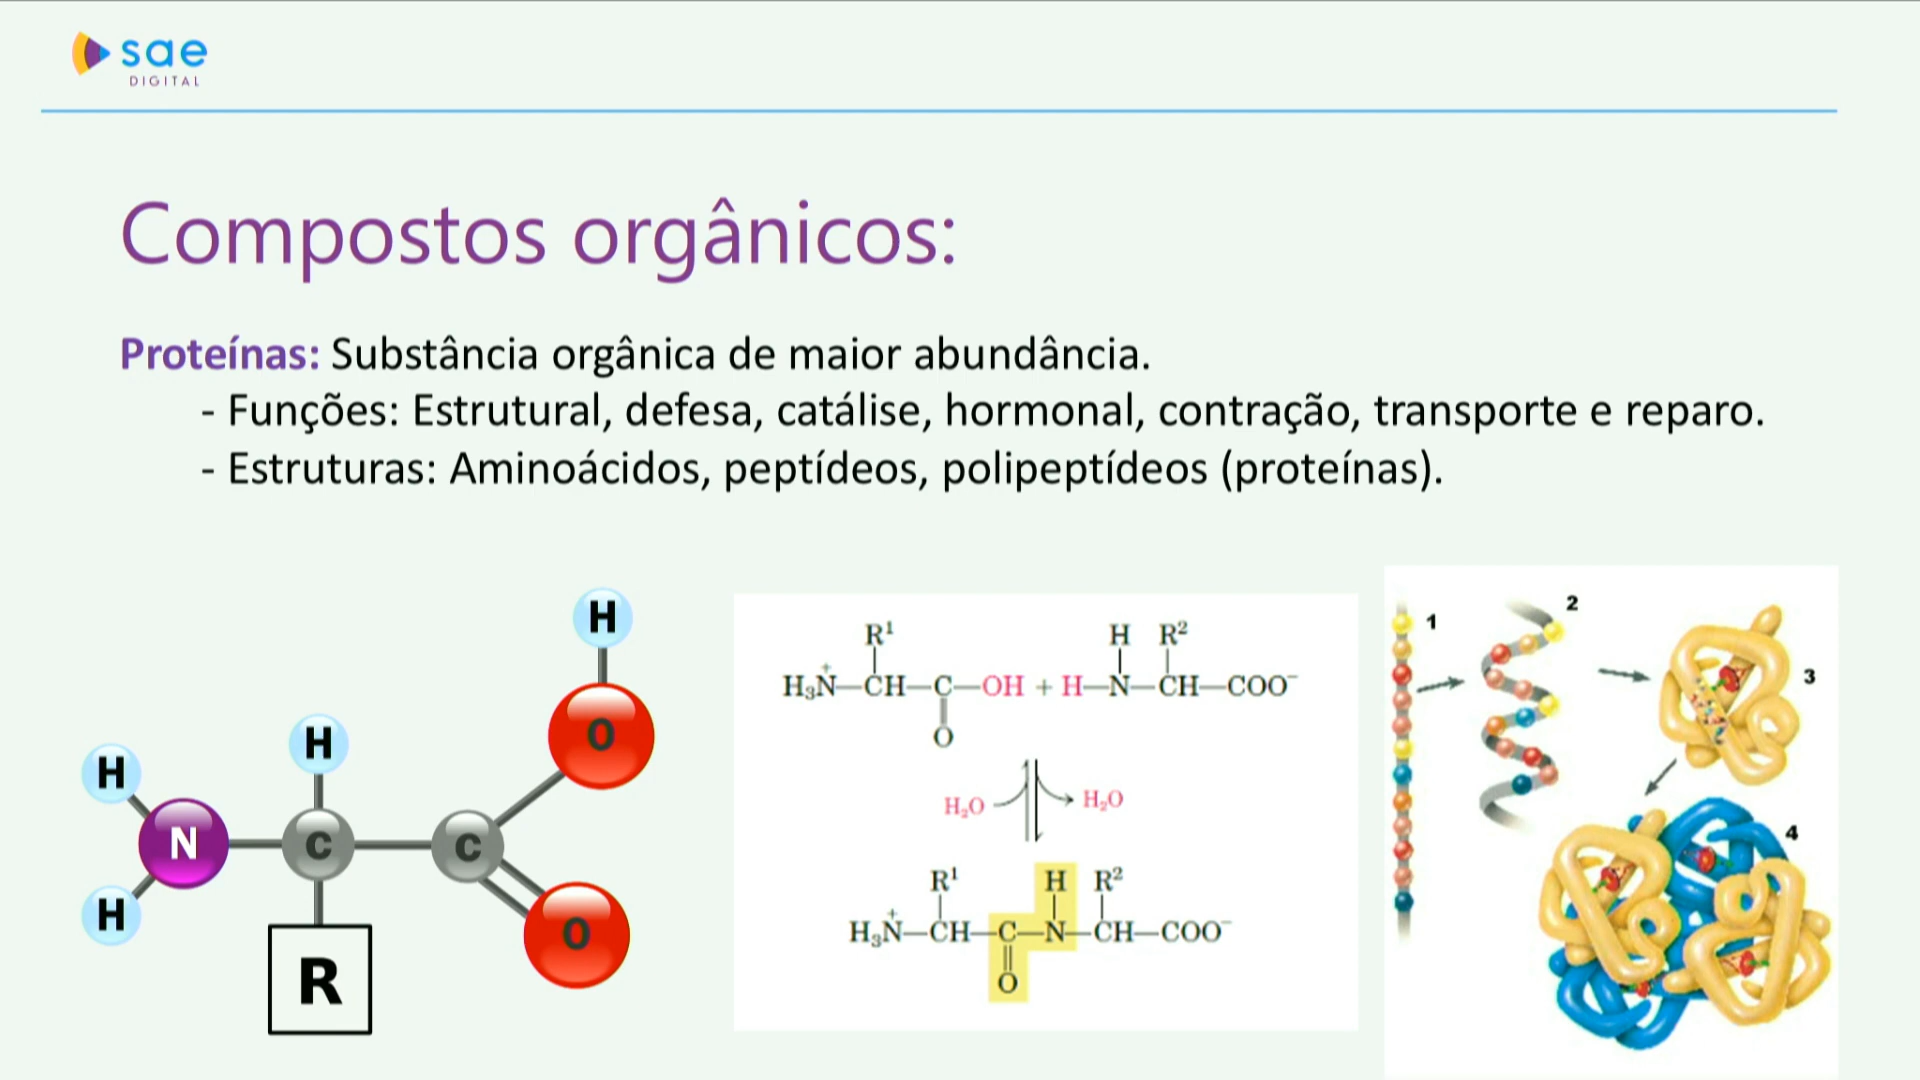 sae
DIGITAL
Compostos orgânicos:
Proteínas: Substância orgânica de maior abundância.
- Funções: Estrutural, defesa, catálise, hormonal, contração, transporte e reparo.
- Estruturas: Aminoácidos, peptídeos, polipeptídeos (proteínas).
H
O
H
H
N
C
C
H
O
R
R¹ H R²
H₃N⁺—CH—C—OH + H—N—CH—COO⁻
O
H₂O H₂O
R¹ H R²
H₃N⁺—CH—C—N—CH—COO⁻
O
1
2
3
4